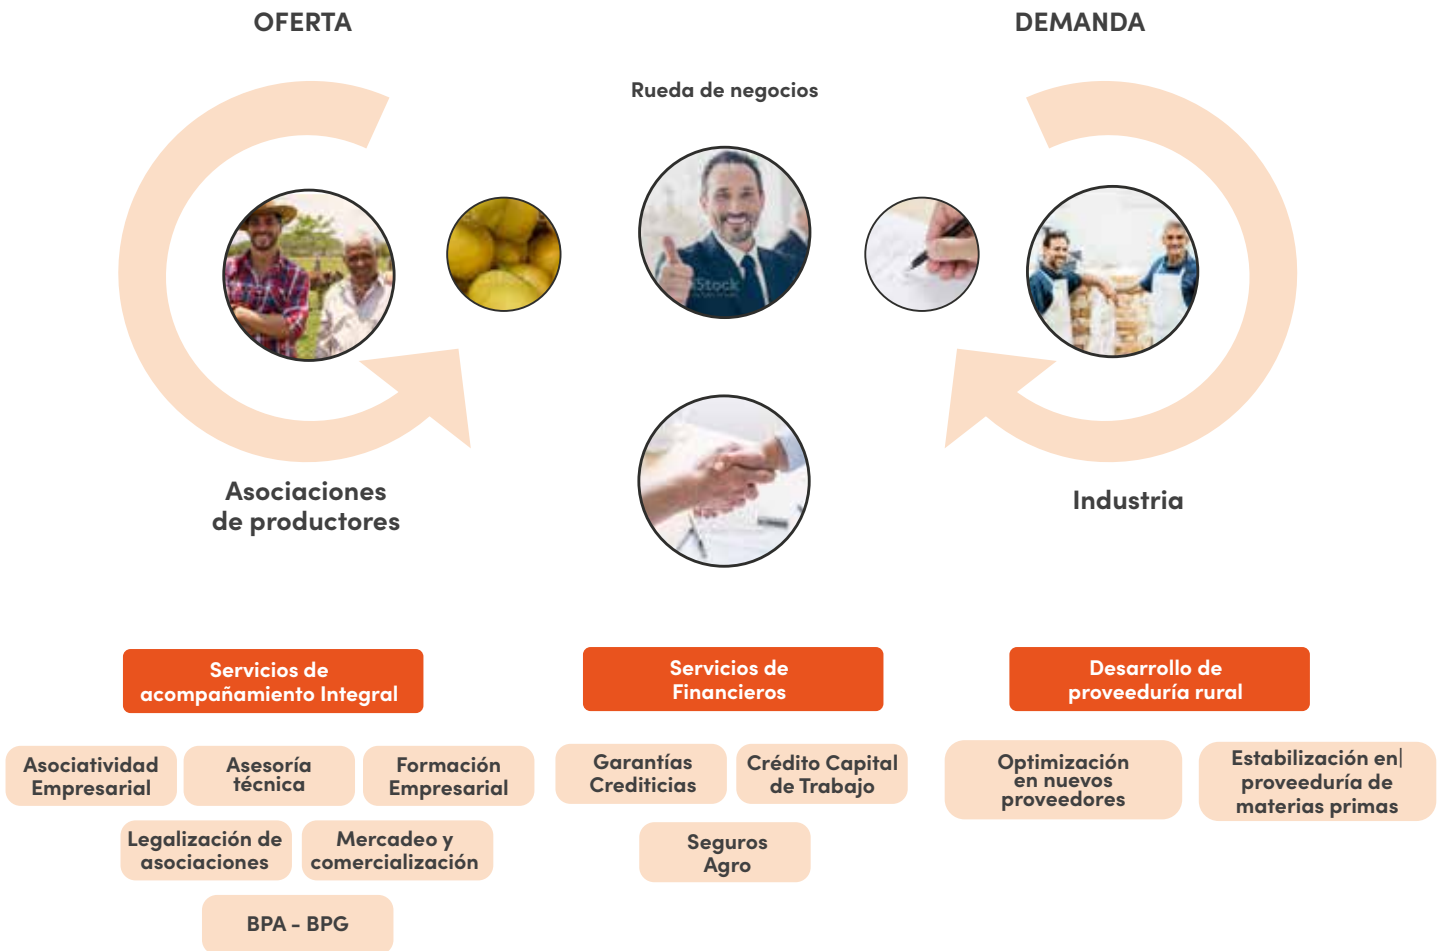 OFERTA
DEMANDA
Rueda de negocios
iStock
Asociaciones
de productores
Industria
Servicios de
acompañamiento Integral
Servicios de
Financieros
Desarrollo de
proveeduría rural
Asociatividad
Empresarial
Asesoría
técnica
Formación
Empresarial
Garantías
Crediticias
Crédito Capital
de Trabajo
Optimización
en nuevos
proveedores
Estabilización en|
proveeduría de
materias primas
Legalización de
asociaciones
Mercadeo y
comercialización
Seguros
Agro
BPA - BPG